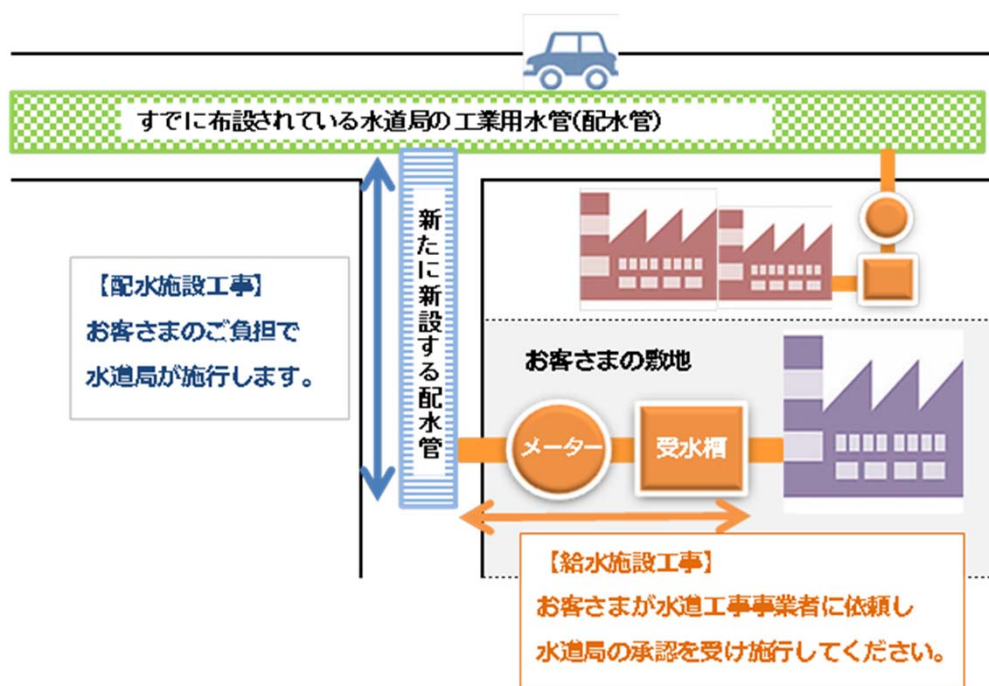 すでに布設されている水道局の工業用水管(配水管)
新たに新設する配水管
【配水施設工事】
お客さまのご負担で
水道局が施行します。
お客さまの敷地
メーター
受水槽
【給水施設工事】
お客さまが水道工事事業者に依頼し
水道局の承認を受け施行してください。